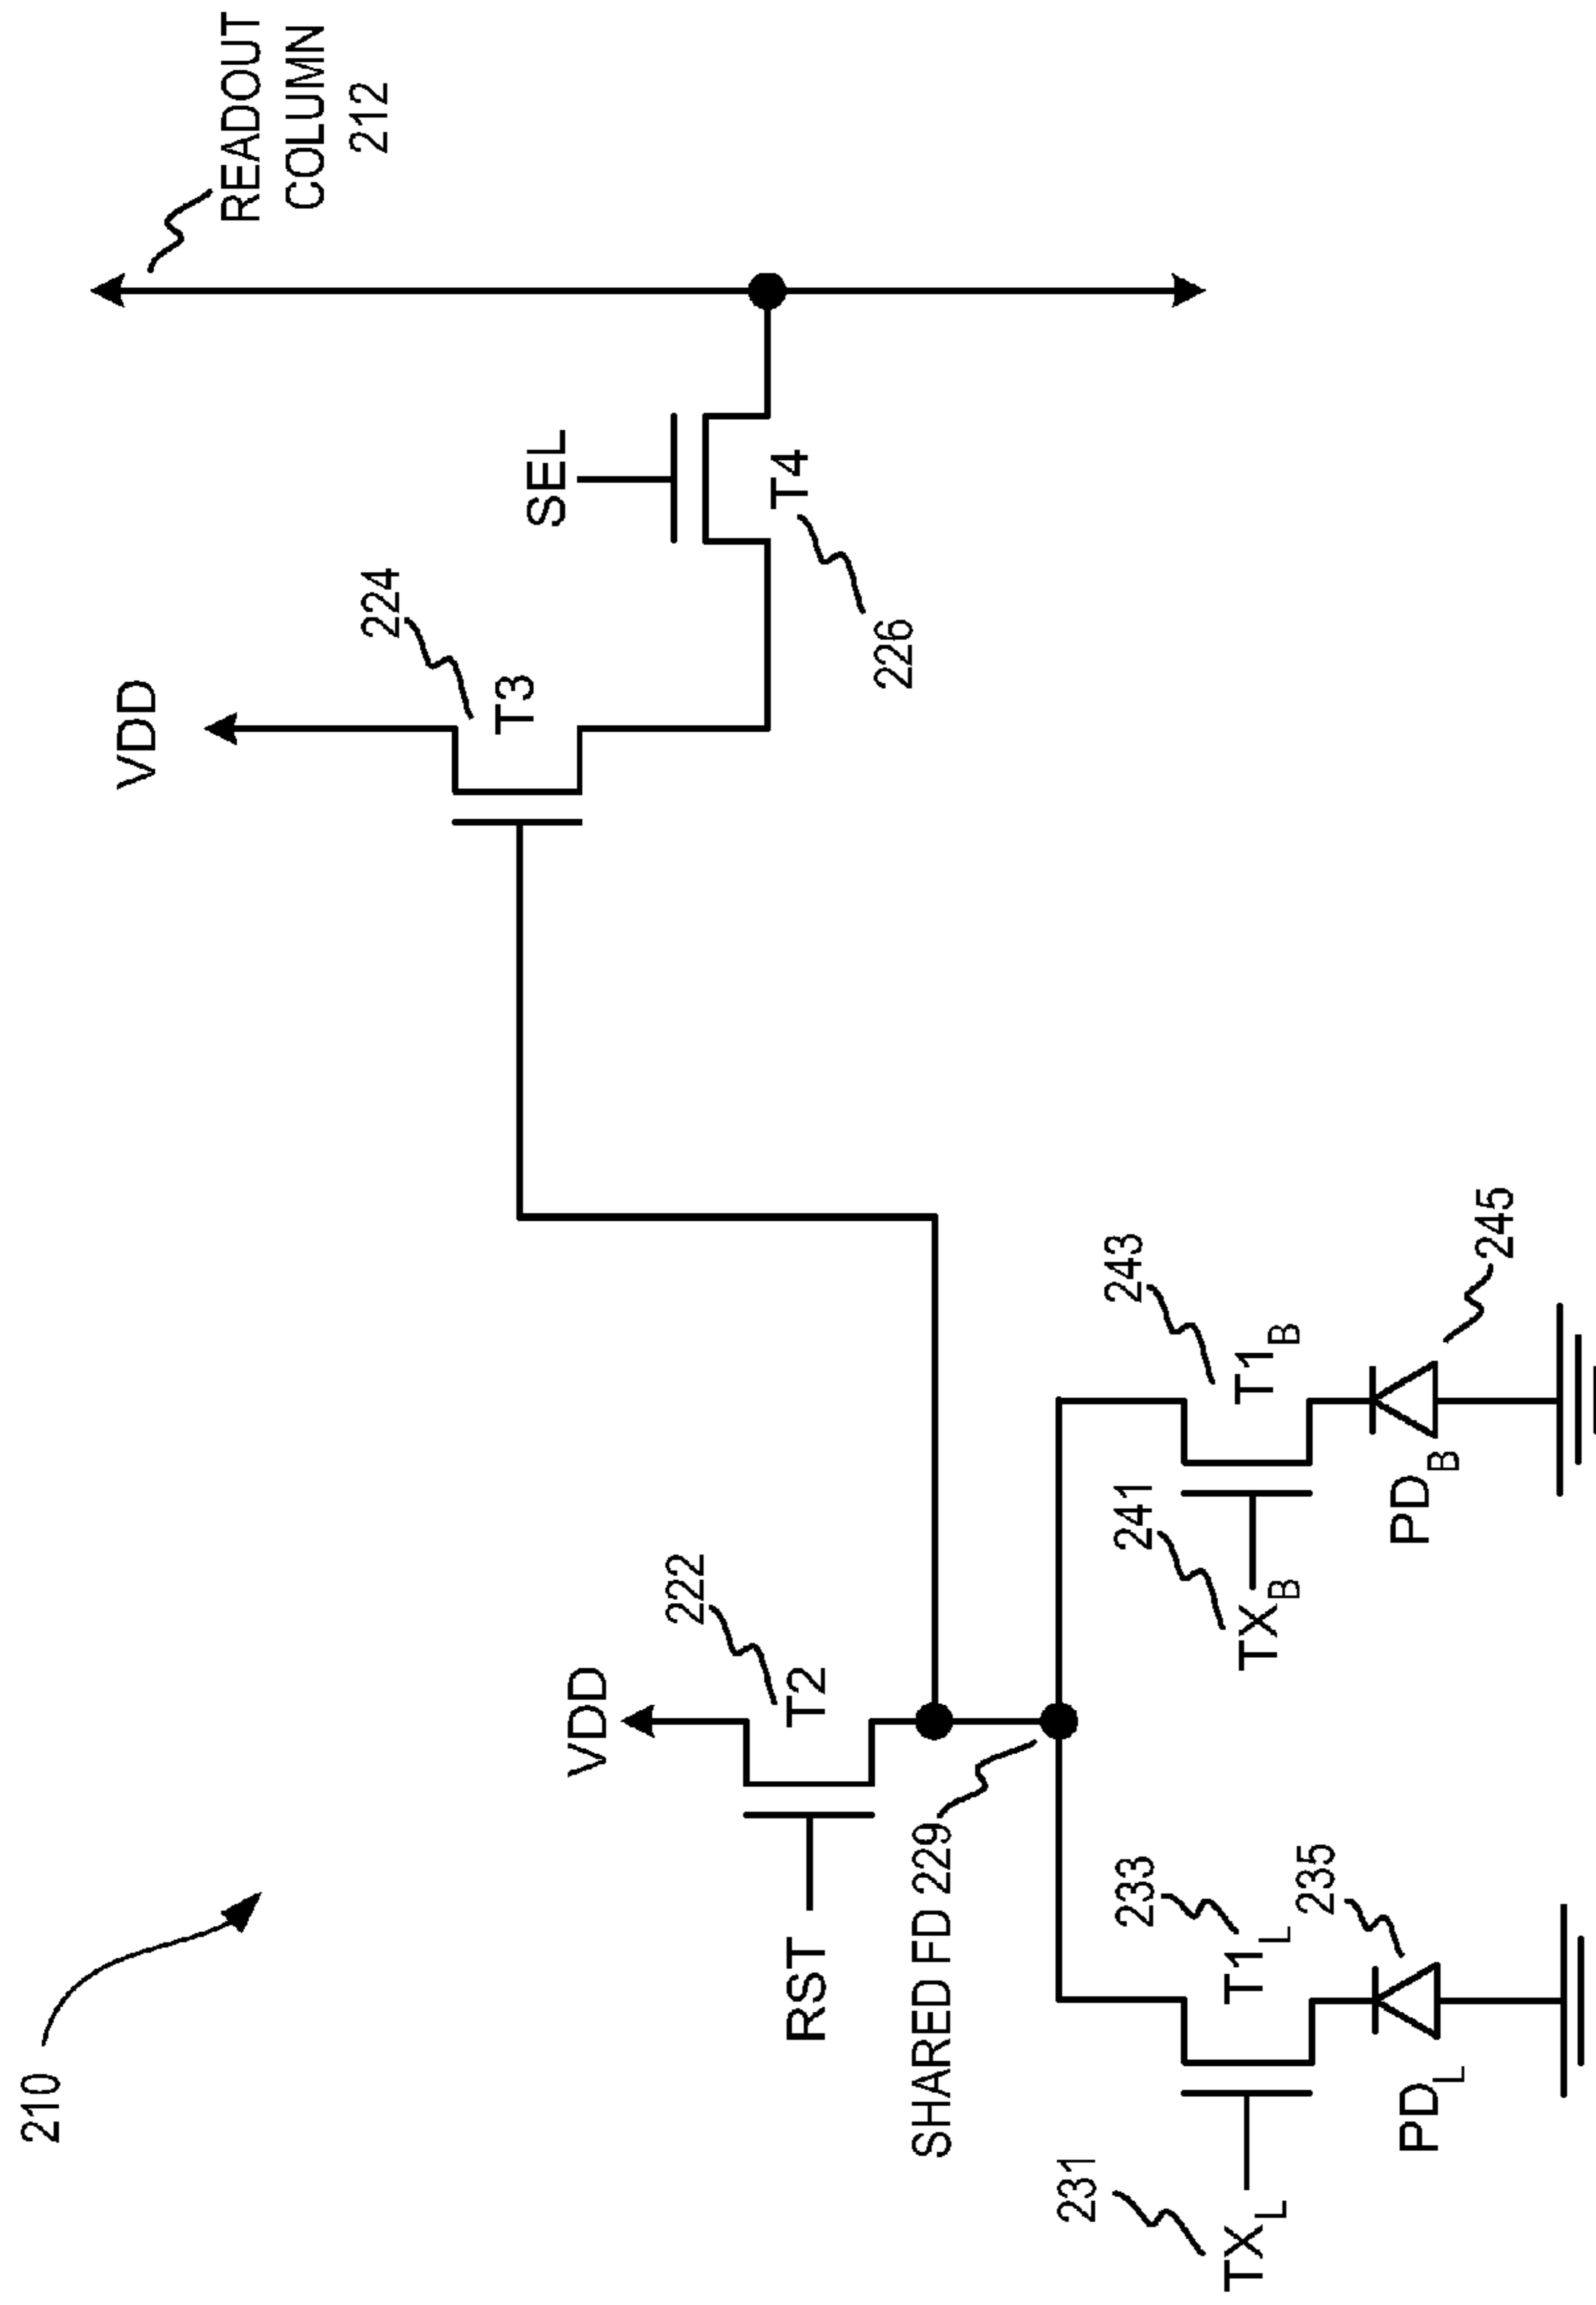 210
VDD
READOUT
COLUMN
212
224
T3
SEL
T4
226
VDD
222
T2
RST
SHARED FD 229
231
TXL
233
T1L
235
PDL
241
TXB
243
T1B
PDB
245